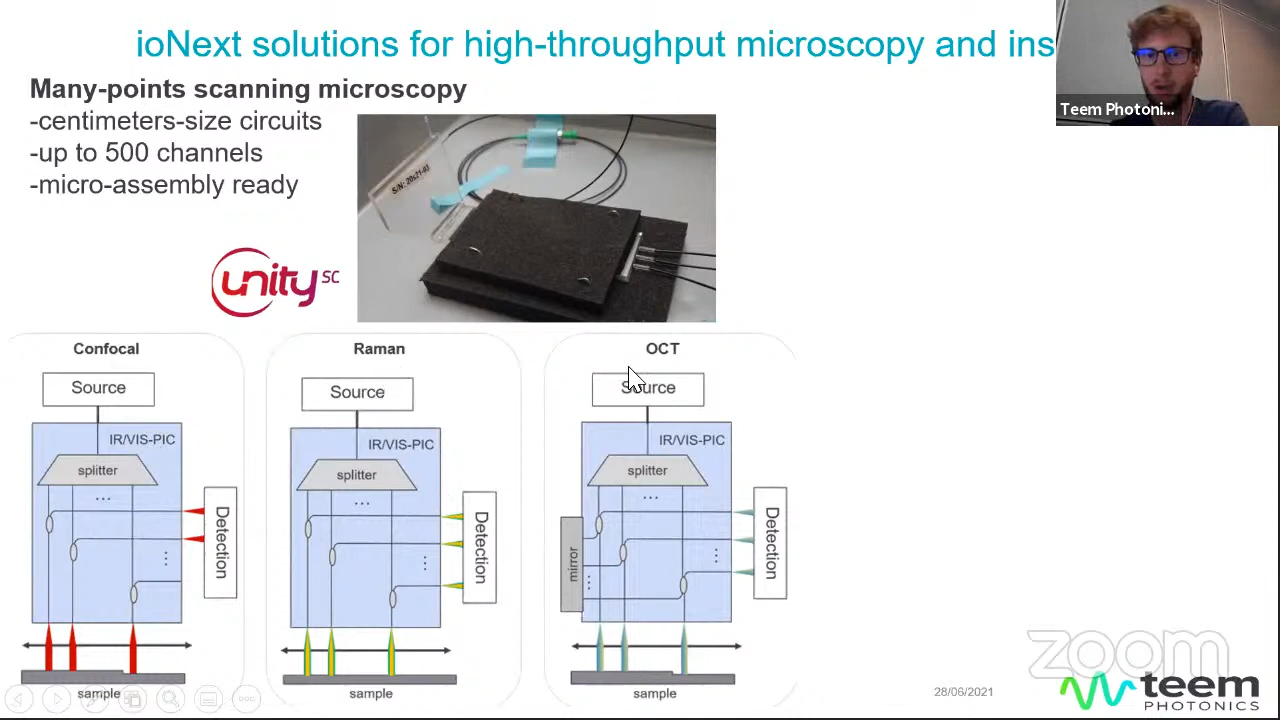 ioNext solutions for high-throughput microscopy and ins
Teem Photoni...
Many-points scanning microscopy
-centimeters-size circuits
-up to 500 channels
-micro-assembly ready
S/N: 20s21-03
unity SC
Confocal
Source
IR/VIS-PIC
splitter
...
Detection
sample
Raman
Source
IR/VIS-PIC
splitter
...
Detection
sample
OCT
Source
IR/VIS-PIC
splitter
...
mirror
Detection
sample
28/06/2021
zoom
teem
PHOTONICS